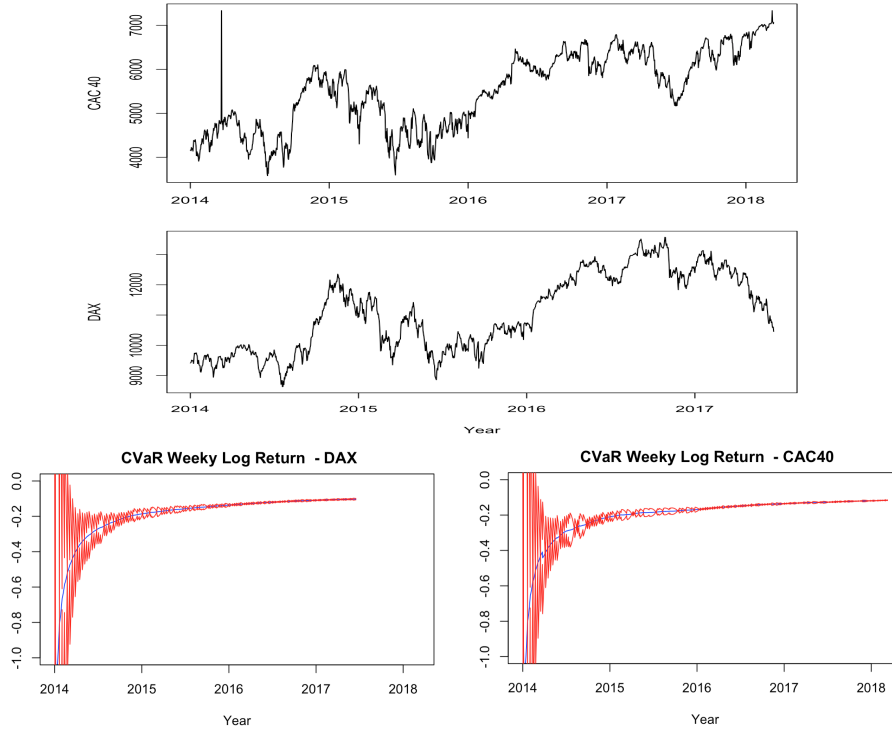 7000
6000
5000
4000
CAC 40
2014 2015 2016 2017 2018
12000
10000
9000
DAX
2014 2015 2016 2017
Year
CVaR Weeky Log Return - DAX
0.0
-0.2
-0.4
-0.6
-0.8
-1.0
2014 2015 2016 2017 2018
Year
CVaR Weeky Log Return - CAC40
0.0
-0.2
-0.4
-0.6
-0.8
-1.0
2014 2015 2016 2017 2018
Year